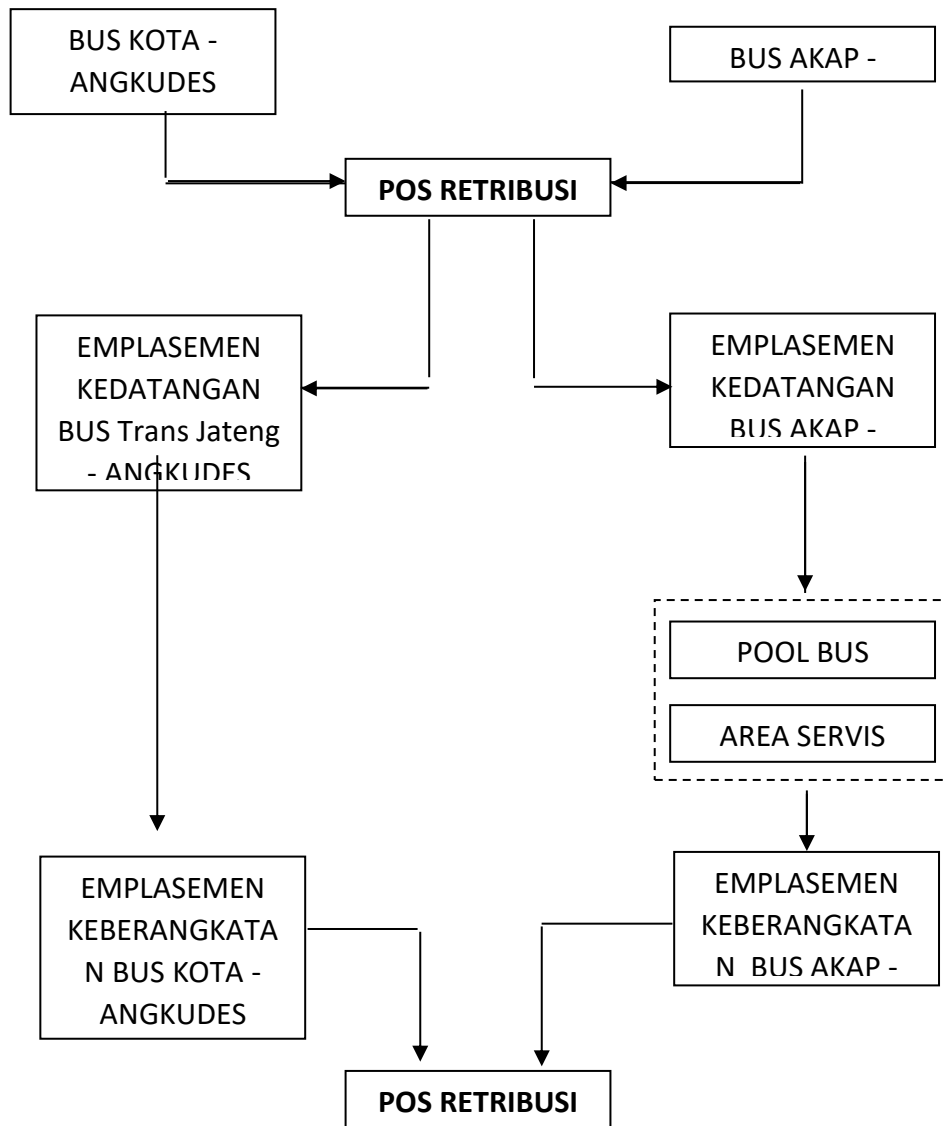 BUS KOTA -
ANGKUDES
BUS AKAP -
POS RETRIBUSI
EMPLASEMEN
KEDATANGAN
BUS Trans Jateng
- ANGKUDES
EMPLASEMEN
KEDATANGAN
BUS AKAP -
POOL BUS
AREA SERVIS
EMPLASEMEN
KEBERANGKATA
N BUS KOTA -
ANGKUDES
EMPLASEMEN
KEBERANGKATA
N BUS AKAP -
POS RETRIBUSI